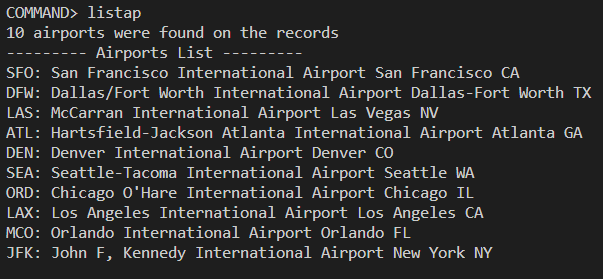 COMMAND> listap
10 airports were found on the records
--------- Airports List ---------
SFO: San Francisco International Airport San Francisco CA
DFW: Dallas/Fort Worth International Airport Dallas-Fort Worth TX
LAS: McCarran International Airport Las Vegas NV
ATL: Hartsfield-Jackson Atlanta International Airport Atlanta GA
DEN: Denver International Airport Denver CO
SEA: Seattle-Tacoma International Airport Seattle WA
ORD: Chicago O'Hare International Airport Chicago IL
LAX: Los Angeles International Airport Los Angeles CA
MCO: Orlando International Airport Orlando FL
JFK: John F, Kennedy International Airport New York NY